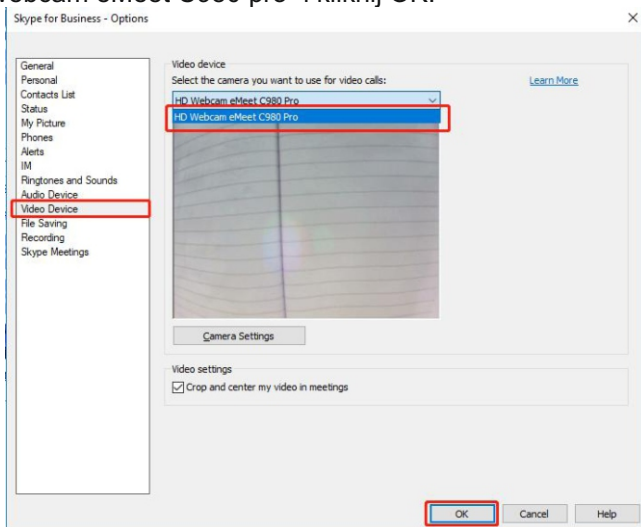 Skype for Business - Options
General
Personal
Contacts List
Status
My Picture
Phones
Alerts
IM
Ringtones and Sounds
Audio Device
Video Device
File Saving
Recording
Skype Meetings
Video device
Select the camera you want to use for video calls:
Learn More
HD Webcam eMeet C980 Pro
HD Webcam eMeet C980 Pro
Camera Settings
Video settings
Crop and center my video in meetings
OK
Cancel
Help